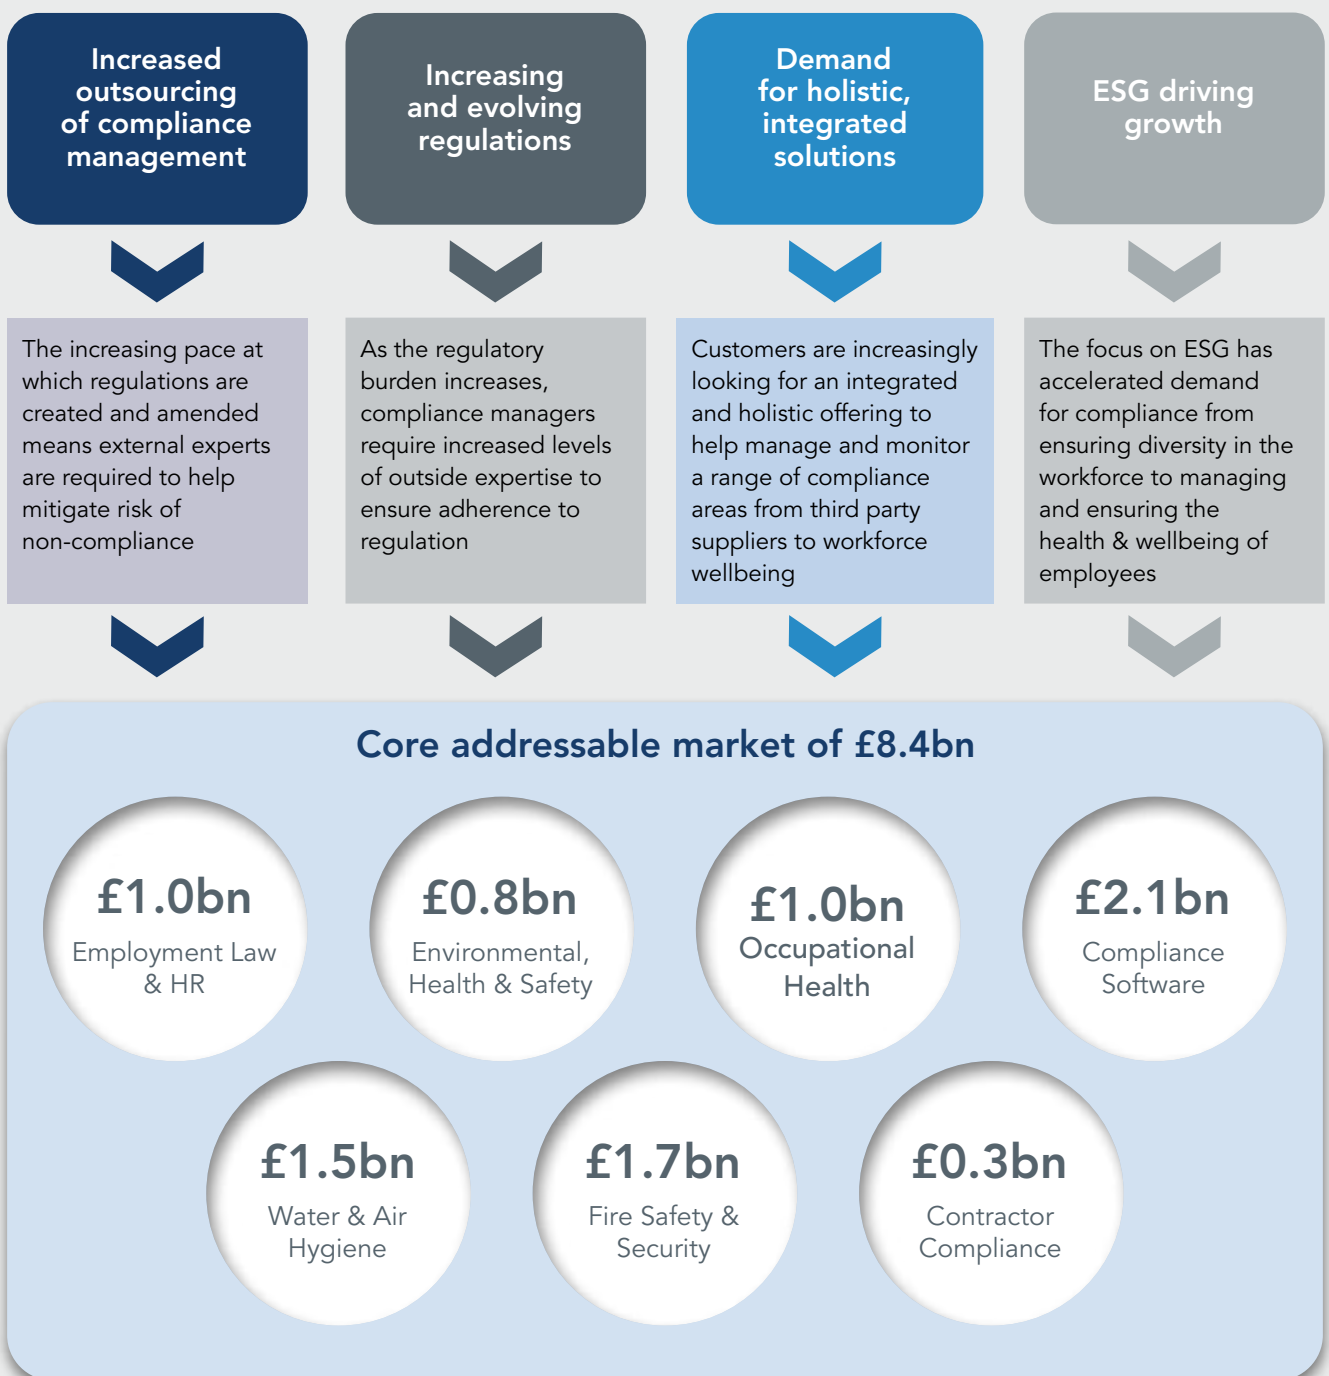 Increased
outsourcing
of compliance
management
Increasing
and evolving
regulations
Demand
for holistic,
integrated
solutions
ESG driving
growth
The increasing pace at
which regulations are
created and amended
means external experts
are required to help
mitigate risk of
non-compliance
As the regulatory
burden increases,
compliance managers
require increased levels
of outside expertise to
ensure adherence to
regulation
Customers are increasingly
looking for an integrated
and holistic offering to
help manage and monitor
a range of compliance
areas from third party
suppliers to workforce
wellbeing
The focus on ESG has
accelerated demand
for compliance from
ensuring diversity in the
workforce to managing
and ensuring the
health & wellbeing of
employees
Core addressable market of £8.4bn
£1.0bn
Employment Law
& HR
£0.8bn
Environmental,
Health & Safety
£1.0bn
Occupational
Health
£2.1bn
Compliance
Software
£1.5bn
Water & Air
Hygiene
£1.7bn
Fire Safety &
Security
£0.3bn
Contractor
Compliance